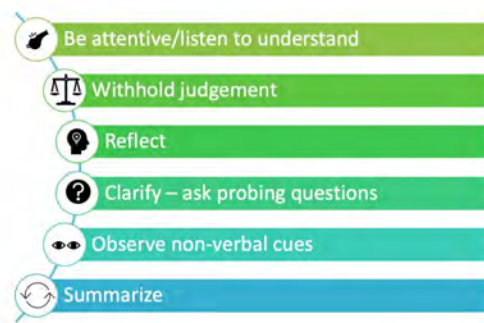 Be attentive/listen to understand
Withhold judgement
Reflect
Clarify – ask probing questions
Observe non-verbal cues
Summarize